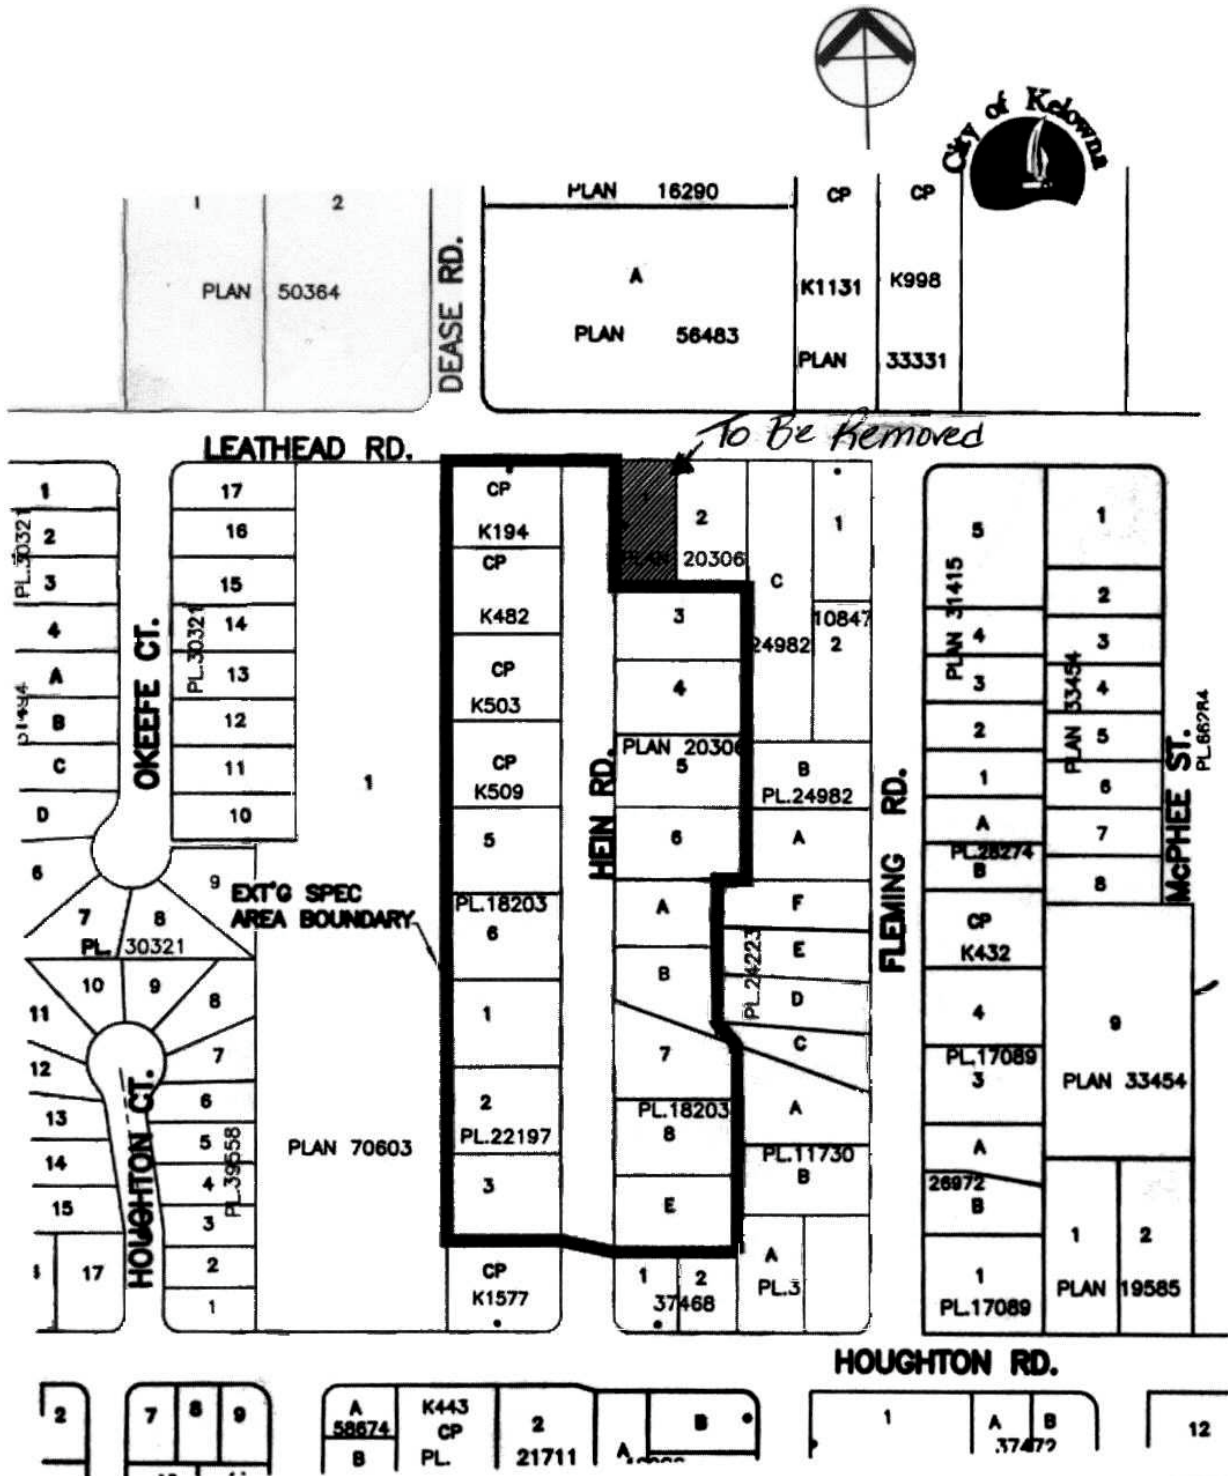 City of Kelowna
1
2
PLAN 50364
DEASE RD.
PLAN 16290
A
PLAN 56483
CP
CP
K1131
K998
PLAN 33331
To Be Removed
LEATHEAD RD.
1
2
PL.30321
3
4
A
B
C
D
6
7
8
9
PL. 30321
OKEEFE CT.
17
16
15
14
PL.30321
13
12
11
10
1
EXT'G SPEC
AREA BOUNDARY
PLAN 70603
CP
K194
CP
K482
CP
K503
CP
K509
5
PL.18203
6
1
2
PL.22197
3
CP
K1577
HEIN RD.
1
2
PLAN 20306
3
4
PLAN 20306
5
6
A
B
7
PL.18203
8
E
1
2
37468
C
24982
1
10847
2
B
PL.24982
A
F
E
PL.24223
D
C
A
PL.11730
B
A
PL.3
FLEMING RD.
5
PLAN 31415
4
3
2
1
A
PL.28274
B
CP
K432
4
PL.17089
3
A
26972
B
1
PL.17089
1
2
3
PLAN 33454
4
5
6
7
8
McPHEE ST.
9
PLAN 33454
1
2
PLAN 19585
10
9
8
11
7
12
13
14
15
17
HOUGHTON CT.
6
5
PL.39558
4
3
2
1
HOUGHTON RD.
2
7
8
9
A
58674
B
K443
CP
PL.
2
21711
A
B
1
A
B
37472
12